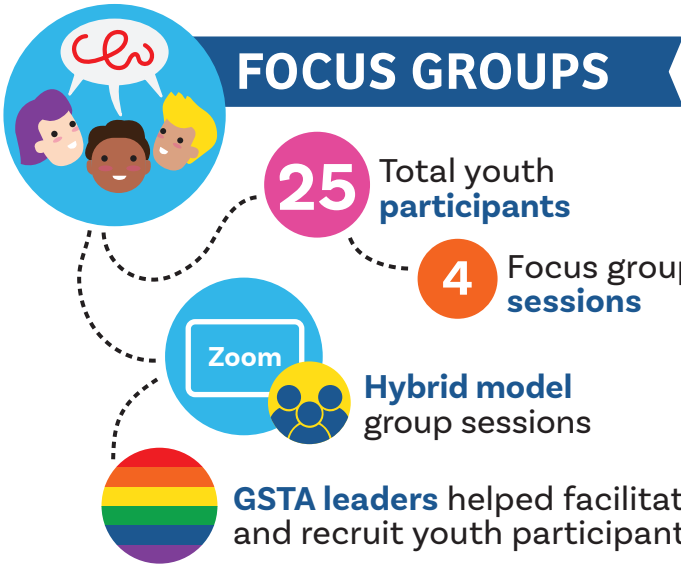 FOCUS GROUPS
25
Total youth
participants
4
Focus group
sessions
Zoom
Hybrid model
group sessions
GSTA leaders helped facilitat
and recruit youth participant